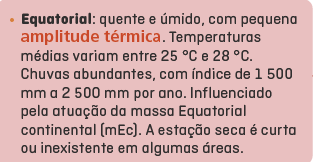 • Equatorial: quente e úmido, com pequena
amplitude térmica. Temperaturas
médias variam entre 25 °C e 28 °C.
Chuvas abundantes, com índice de 1 500
mm a 2 500 mm por ano. Influenciado
pela atuação da massa Equatorial
continental (mEc). A estação seca é curta
ou inexistente em algumas áreas.